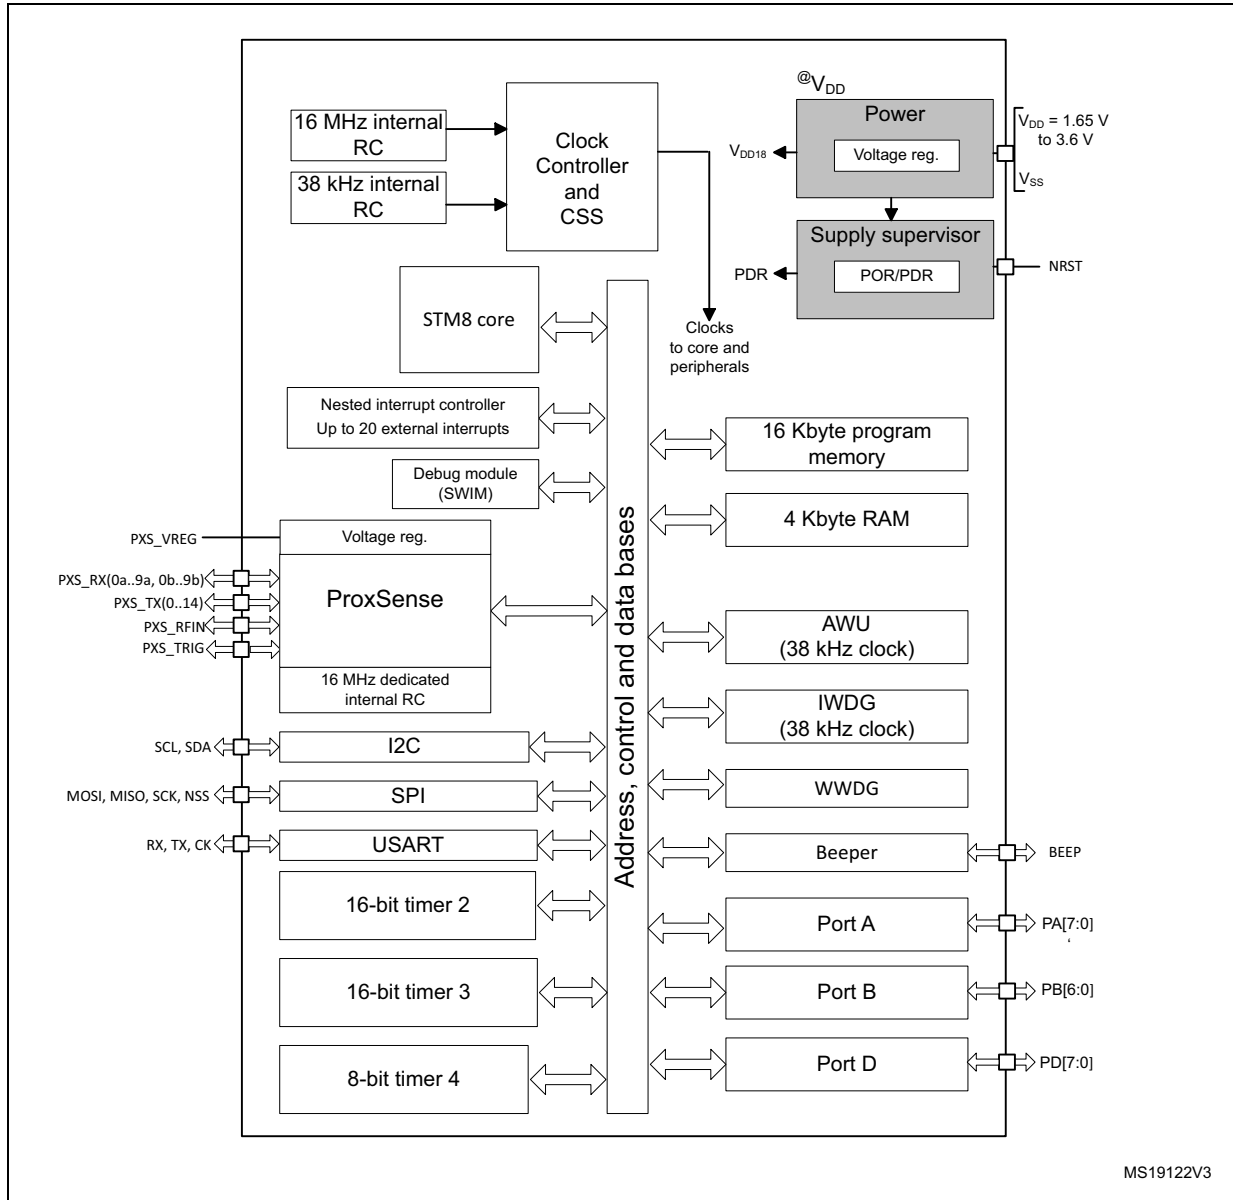 @VDD
16 MHz internal
RC
38 kHz internal
RC
Clock
Controller
and
CSS
Power
Voltage reg.
VDD18
VDD = 1.65 V
to 3.6 V
VSS
Supply supervisor
POR/PDR
PDR
NRST
Clocks
to core and
peripherals
STM8 core
Nested interrupt controller
Up to 20 external interrupts
Debug module
(SWIM)
PXS_VREG
Voltage reg.
PXS_RX(0a..9a, 0b..9b)
PXS_TX(0..14)
PXS_RFIN
PXS_TRIG
ProxSense
16 MHz dedicated
internal RC
SCL, SDA
I2C
MOSI, MISO, SCK, NSS
SPI
RX, TX, CK
USART
16-bit timer 2
16-bit timer 3
8-bit timer 4
Address, control and data bases
16 Kbyte program
memory
4 Kbyte RAM
AWU
(38 kHz clock)
IWDG
(38 kHz clock)
WWDG
Beeper
BEEP
Port A
PA[7:0]
Port B
PB[6:0]
Port D
PD[7:0]
MS19122V3